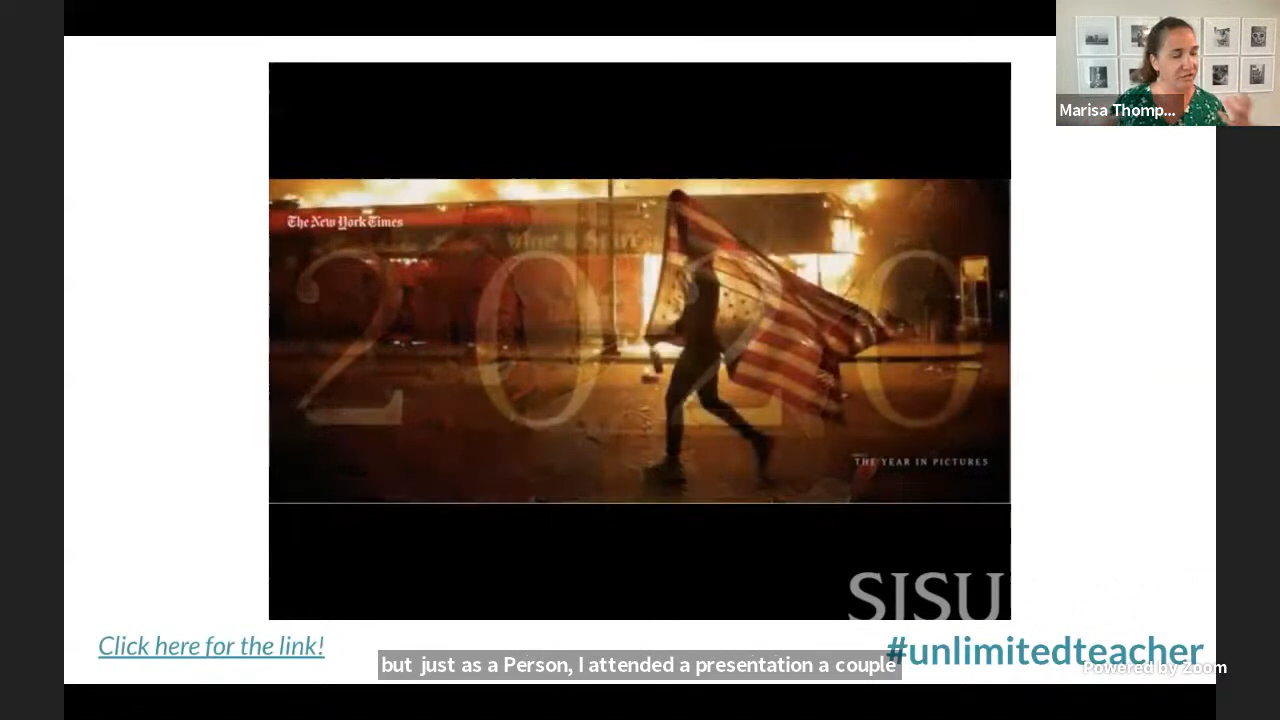 Marisa Thomp...
The New York Times
2020
THE YEAR IN PICTURES
SISU
Click here for the link!
#unlimitedteacher
but just as a Person, I attended a presentation a couple
Powered by Zoom